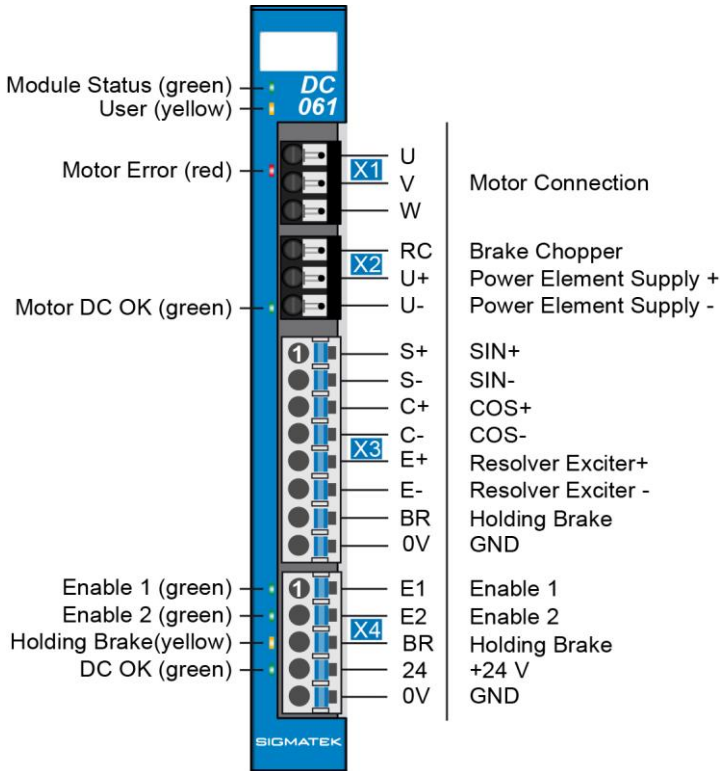 DC
061
Module Status (green)
User (yellow)
Motor Error (red)
X1
U
V
W
Motor Connection
X2
RC Brake Chopper
U+ Power Element Supply +
U- Power Element Supply -
Motor DC OK (green)
1
X3
S+ SIN+
S- SIN-
C+ COS+
C- COS-
E+ Resolver Exciter+
E- Resolver Exciter -
BR Holding Brake
0V GND
Enable 1 (green) 1 E1 Enable 1
Enable 2 (green) E2 Enable 2
X4
Holding Brake(yellow) BR Holding Brake
DC OK (green) 24 +24 V
0V GND
SIGMATEK